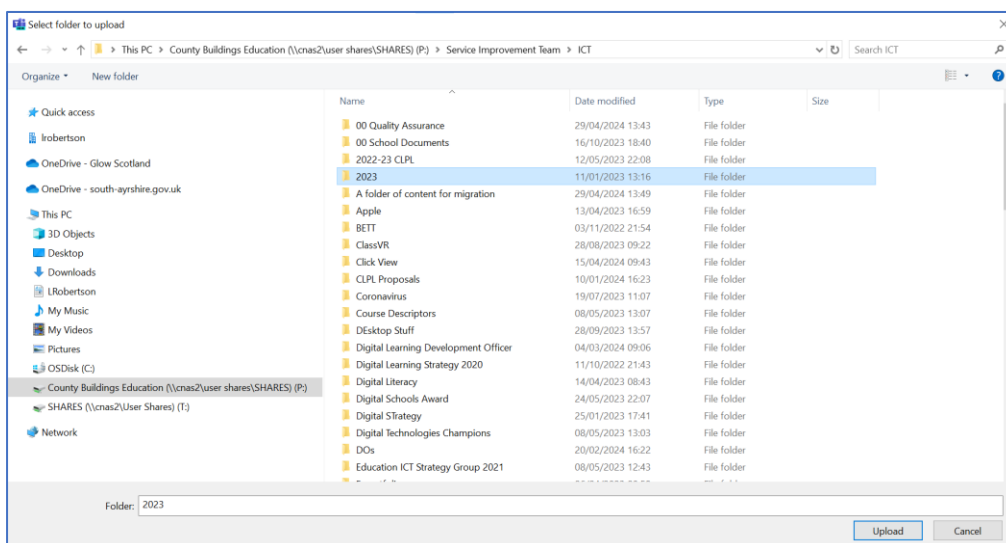 Select folder to upload
This PC > County Buildings Education (\\cnas2\user shares\SHARES) (P:) > Service Improvement Team > ICT
Search ICT
Organize
New folder
Name Date modified Type Size
Quick access
lrobertson
OneDrive - Glow Scotland
OneDrive - south-ayrshire.gov.uk
This PC
3D Objects
Desktop
Downloads
LRobertson
My Music
My Videos
Pictures
OSDisk (C:)
County Buildings Education (\\cnas2\user shares\SHARES) (P:)
SHARES (\\cnas2\User Shares) (T:)
Network
00 Quality Assurance 29/04/2024 13:43 File folder
00 School Documents 16/10/2023 18:40 File folder
2022-23 CLPL 12/05/2023 22:08 File folder
2023 11/01/2023 13:16 File folder
A folder of content for migration 29/04/2024 13:49 File folder
Apple 13/04/2023 16:59 File folder
BETT 03/11/2022 21:54 File folder
ClassVR 28/08/2023 09:22 File folder
Click View 15/04/2024 09:43 File folder
CLPL Proposals 10/01/2024 16:23 File folder
Coronavirus 19/07/2023 11:07 File folder
Course Descriptors 08/05/2023 13:07 File folder
DEsktop Stuff 28/09/2023 13:57 File folder
Digital Learning Development Officer 04/03/2024 09:06 File folder
Digital Learning Strategy 2020 11/10/2022 21:43 File folder
Digital Literacy 14/04/2023 08:43 File folder
Digital Schools Award 24/05/2023 22:07 File folder
Digital STrategy 25/01/2023 17:41 File folder
Digital Technologies Champions 08/05/2023 13:03 File folder
DOs 20/02/2024 16:22 File folder
Education ICT Strategy Group 2021 08/05/2023 12:43 File folder
Folder: 2023
Upload Cancel